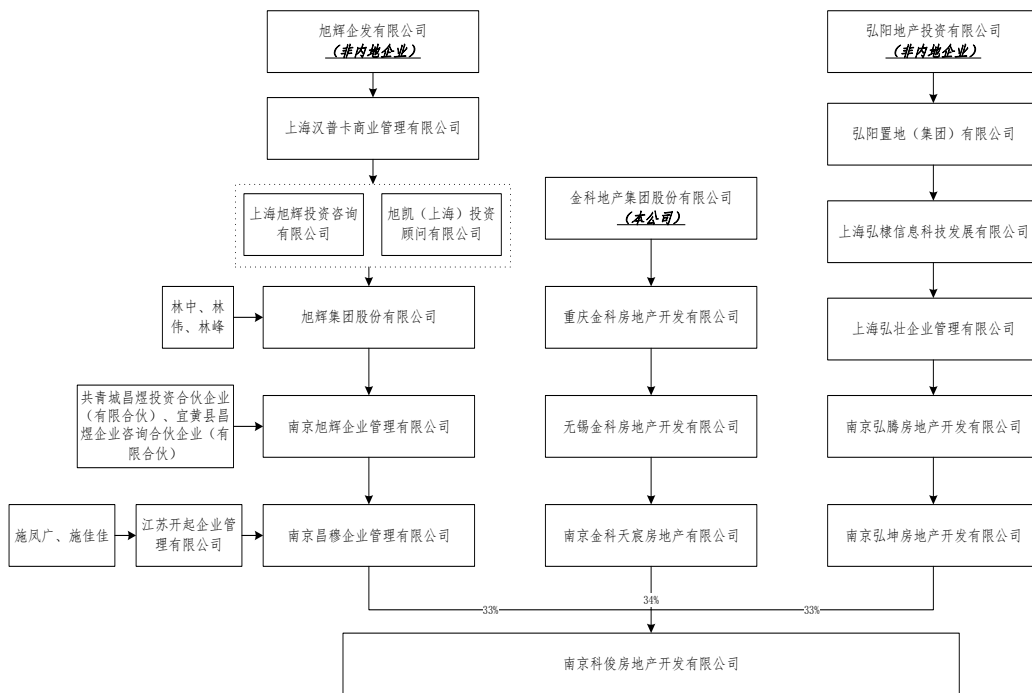 旭辉企发有限公司
（非内地企业）
弘阳地产投资有限公司
（非内地企业）
上海汉普卡商业管理有限公司
弘阳置地（集团）有限公司
上海旭辉投资咨询
有限公司
旭凯（上海）投资
顾问有限公司
金科地产集团股份有限公司
（本公司）
上海弘棣信息科技发展有限公司
林中、林
伟、林峰
旭辉集团股份有限公司
重庆金科房地产开发有限公司
上海弘壮企业管理有限公司
共青城昌煜投资合伙企业
（有限合伙）、宜黄县昌
煜企业咨询合伙企业（有
限合伙）
南京旭辉企业管理有限公司
无锡金科房地产开发有限公司
南京弘腾房地产开发有限公司
施凤广、施佳佳
江苏开起企业管
理有限公司
南京昌穆企业管理有限公司
南京金科天宸房地产有限公司
南京弘坤房地产开发有限公司
33%
34%
33%
南京科俊房地产开发有限公司